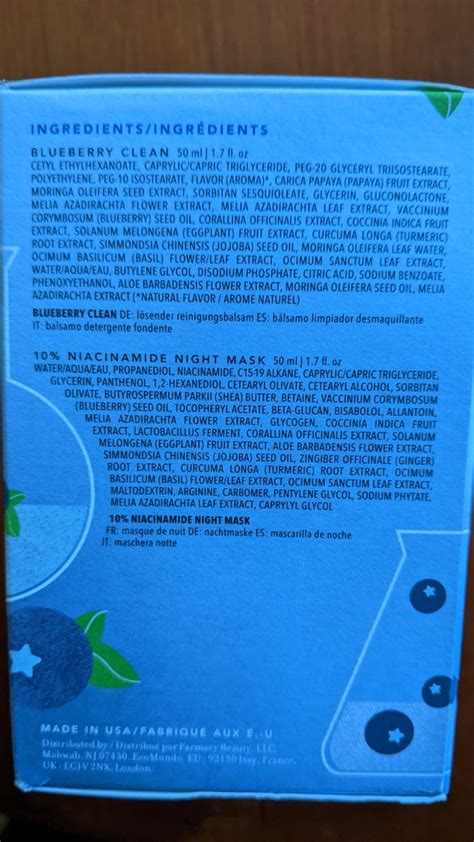 INGREDIENTS/INGRÉDIENTS
BLUEBERRY CLEAN 50 ml | 1.7 fl. oz
CETYL ETHYLHEXANOATE, CAPRYLIC/CAPRIC TRIGLYCERIDE, PEG-20 GLYCERYL TRIISOSTEARATE,
POLYETHYLENE, PEG-10 ISOSTEARATE, FLAVOR (AROMA)*, CARICA PAPAYA (PAPAYA) FRUIT EXTRACT,
MORINGA OLEIFERA SEED EXTRACT, SORBITAN SESQUIOLEATE, GLYCERIN, GLUCONOLACTONE,
MELIA AZADIRACHTA FLOWER EXTRACT, MELIA AZADIRACHTA LEAF EXTRACT, VACCINIUM
CORYMBOSUM (BLUEBERRY) SEED OIL, CORALLINA OFFICINALIS EXTRACT, COCCINIA INDICA FRUIT
EXTRACT, SOLANUM MELONGENA (EGGPLANT) FRUIT EXTRACT, CURCUMA LONGA (TURMERIC)
ROOT EXTRACT, SIMMONDSIA CHINENSIS (JOJOBA) SEED OIL, MORINGA OLEIFERA LEAF WATER,
OCIMUM BASILICUM (BASIL) FLOWER/LEAF EXTRACT, OCIMUM SANCTUM LEAF EXTRACT,
WATER/AQUA/EAU, BUTYLENE GLYCOL, DISODIUM PHOSPHATE, CITRIC ACID, SODIUM BENZOATE,
PHENOXYETHANOL, ALOE BARBADENSIS FLOWER EXTRACT, MORINGA OLEIFERA SEED OIL, MELIA
AZADIRACHTA EXTRACT (*NATURAL FLAVOR / AROME NATUREL)
BLUEBERRY CLEAN DE: lösender reinigungsbalsam ES: bálsamo limpiador desmaquillante
IT: balsamo detergente fondente
10% NIACINAMIDE NIGHT MASK 50 ml | 1.7 fl. oz
WATER/AQUA/EAU, PROPANEDIOL, NIACINAMIDE, C15-19 ALKANE, CAPRYLIC/CAPRIC TRIGLYCERIDE,
GLYCERIN, PANTHENOL, 1,2-HEXANEDIOL, CETEARYL OLIVATE, CETEARYL ALCOHOL, SORBITAN
OLIVATE, BUTYROSPERMUM PARKII (SHEA) BUTTER, BETAINE, VACCINIUM CORYMBOSUM
(BLUEBERRY) SEED OIL, TOCOPHERYL ACETATE, BETA-GLUCAN, BISABOLOL, ALLANTOIN,
MELIA AZADIRACHTA FLOWER EXTRACT, GLYCOGEN, COCCINIA INDICA FRUIT
EXTRACT, LACTOBACILLUS FERMENT, CORALLINA OFFICINALIS EXTRACT, SOLANUM
MELONGENA (EGGPLANT) FRUIT EXTRACT, ALOE BARBADENSIS FLOWER EXTRACT,
SIMMONDSIA CHINENSIS (JOJOBA) SEED OIL, ZINGIBER OFFICINALE (GINGER)
ROOT EXTRACT, CURCUMA LONGA (TURMERIC) ROOT EXTRACT, OCIMUM
BASILICUM (BASIL) FLOWER/LEAF EXTRACT, OCIMUM SANCTUM LEAF EXTRACT,
MALTODEXTRIN, ARGININE, CARBOMER, PENTYLENE GLYCOL, SODIUM PHYTATE,
MELIA AZADIRACHTA LEAF EXTRACT, CAPRYLYL GLYCOL
10% NIACINAMIDE NIGHT MASK
FR: masque de nuit DE: nachtmaske ES: mascarilla de noche
IT: maschera notte
MADE IN USA/FABRIQUÉ AUX É.-U.
Distributed by / Distribué par Farmacy Beauty, LLC.
Mahwah, NJ 07430. EcoMundo, 92130 Issy, France.
UK - EC1V 2NX, London.